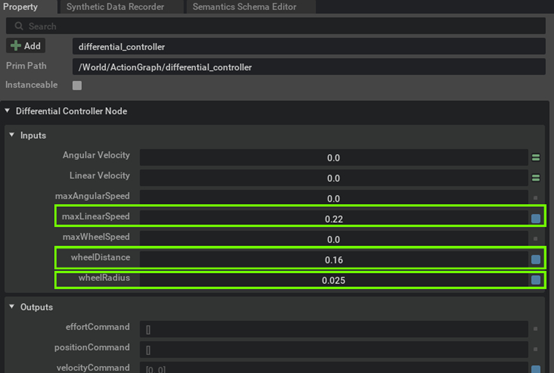 Property Synthetic Data Recorder Semantics Schema Editor
Search
Add differential_controller
Prim Path /World/ActionGraph/differential_controller
Instanceable
Differential Controller Node
Inputs
Angular Velocity 0.0
Linear Velocity 0.0
maxAngularSpeed 0.0
maxLinearSpeed 0.22
maxWheelSpeed 0.0
wheelDistance 0.16
wheelRadius 0.025
Outputs
effortCommand []
positionCommand []
velocityCommand [0. 0.]